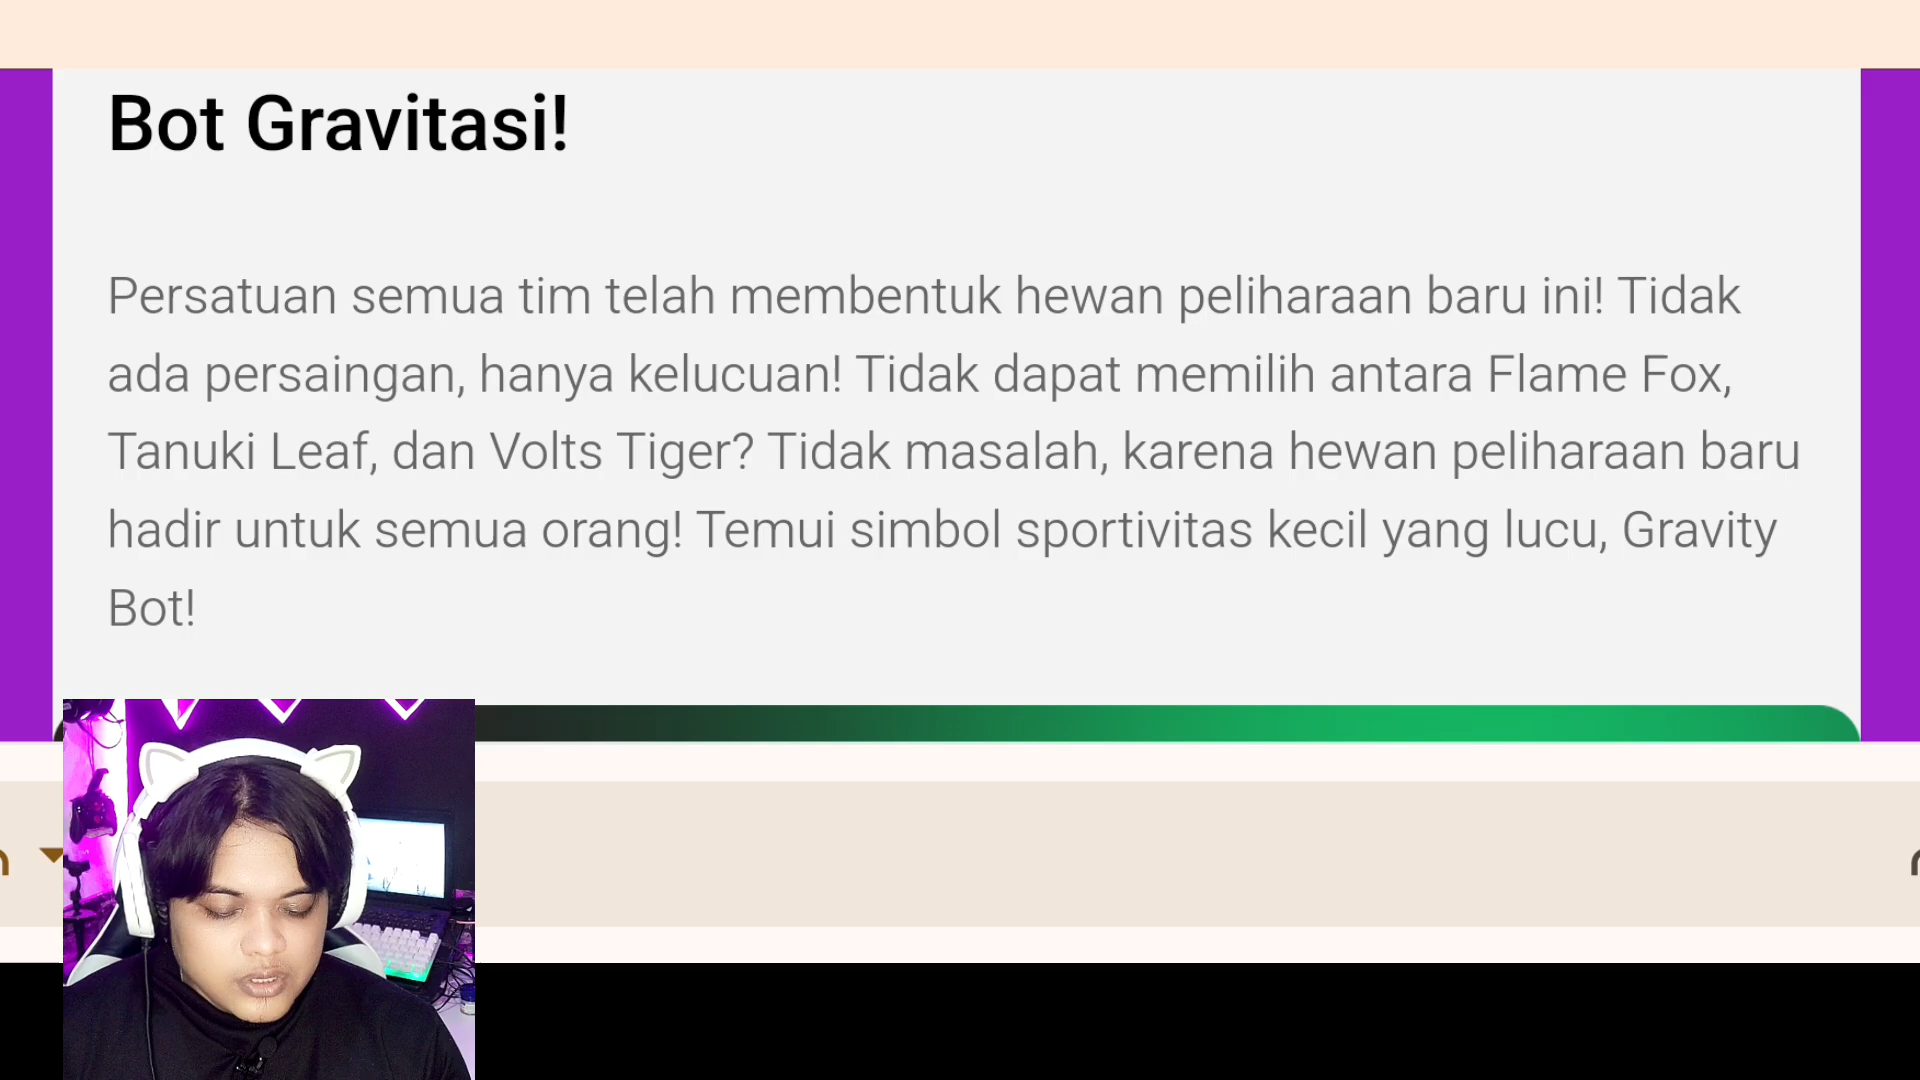 Bot Gravitasi!
Persatuan semua tim telah membentuk hewan peliharaan baru ini! Tidak
ada persaingan, hanya kelucuan! Tidak dapat memilih antara Flame Fox,
Tanuki Leaf, dan Volts Tiger? Tidak masalah, karena hewan peliharaan baru
hadir untuk semua orang! Temui simbol sportivitas kecil yang lucu, Gravity
Bot!